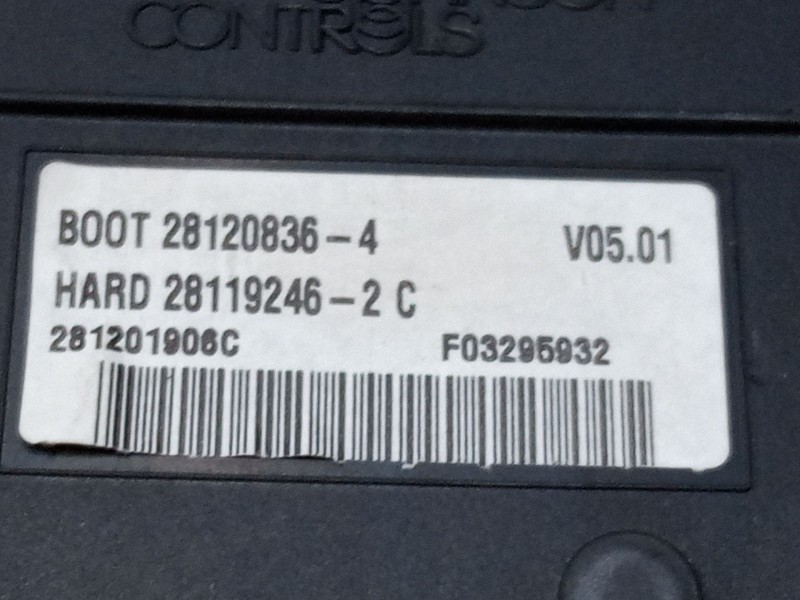 CONTROLS
BOOT 28120836-4 V05.01
HARD 28119246-2 C
281201906C F03295932